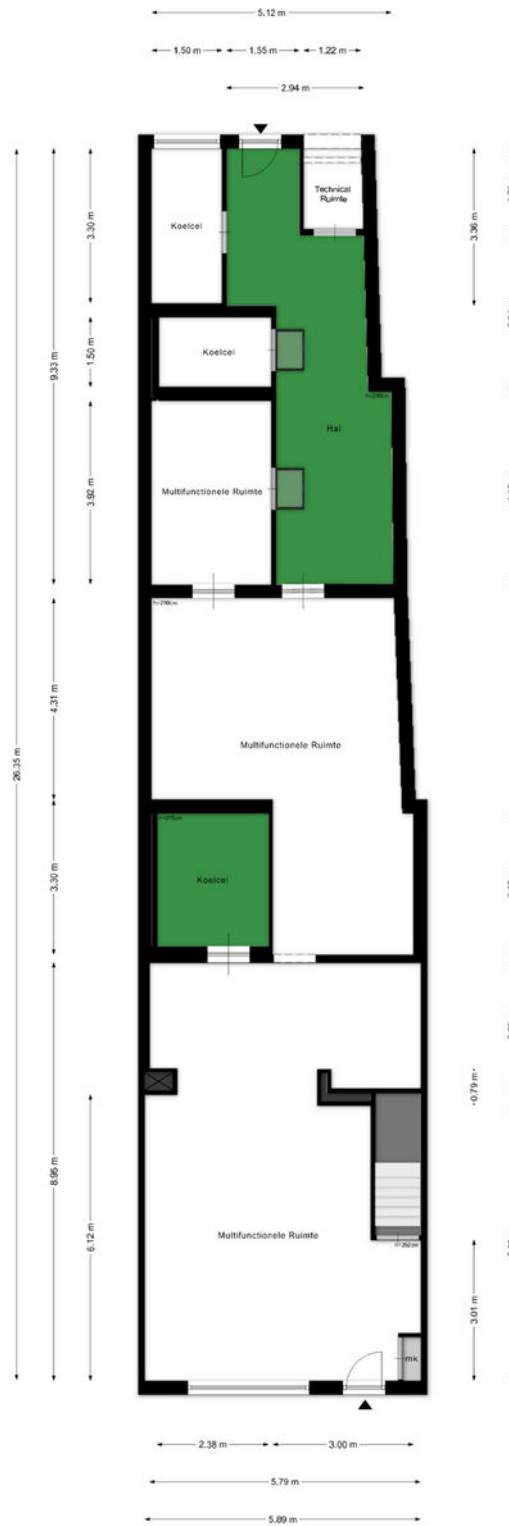 5.12 m
1.50 m
1.55 m
1.22 m
2.94 m
Technical
Ruimte
Koelcel
3.30 m
3.36 m
1.50 m
Koelcel
9.33 m
Hal
3.92 m
Multifunctionele Ruimte
4.31 m
Multifunctionele Ruimte
26.35 m
Koelcel
3.30 m
0.79 m
8.95 m
6.12 m
Multifunctionele Ruimte
3.01 m
mk
2.38 m
3.00 m
5.79 m
5.89 m